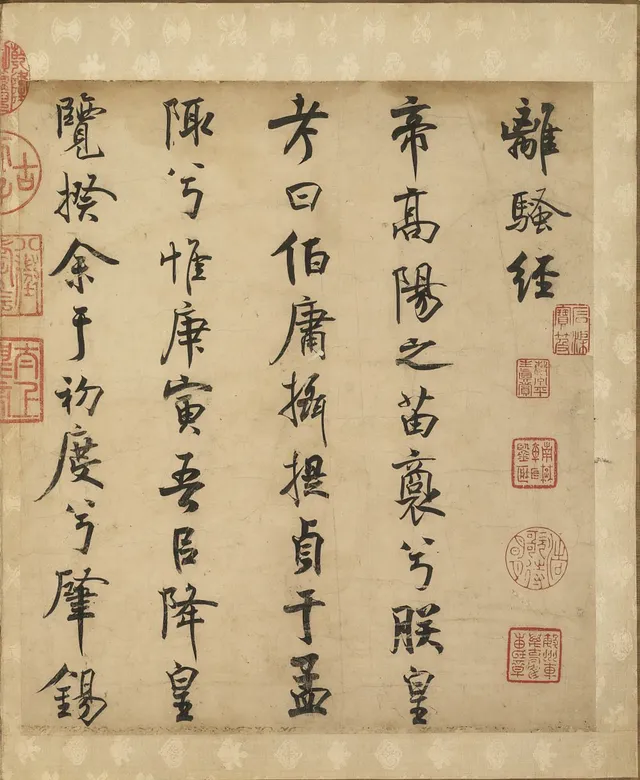 離騷經
帝高陽之苗裔兮朕皇
考曰伯庸攝提貞于孟
陬兮惟庚寅吾㠯降皇
覽揆余于初度兮肇錫